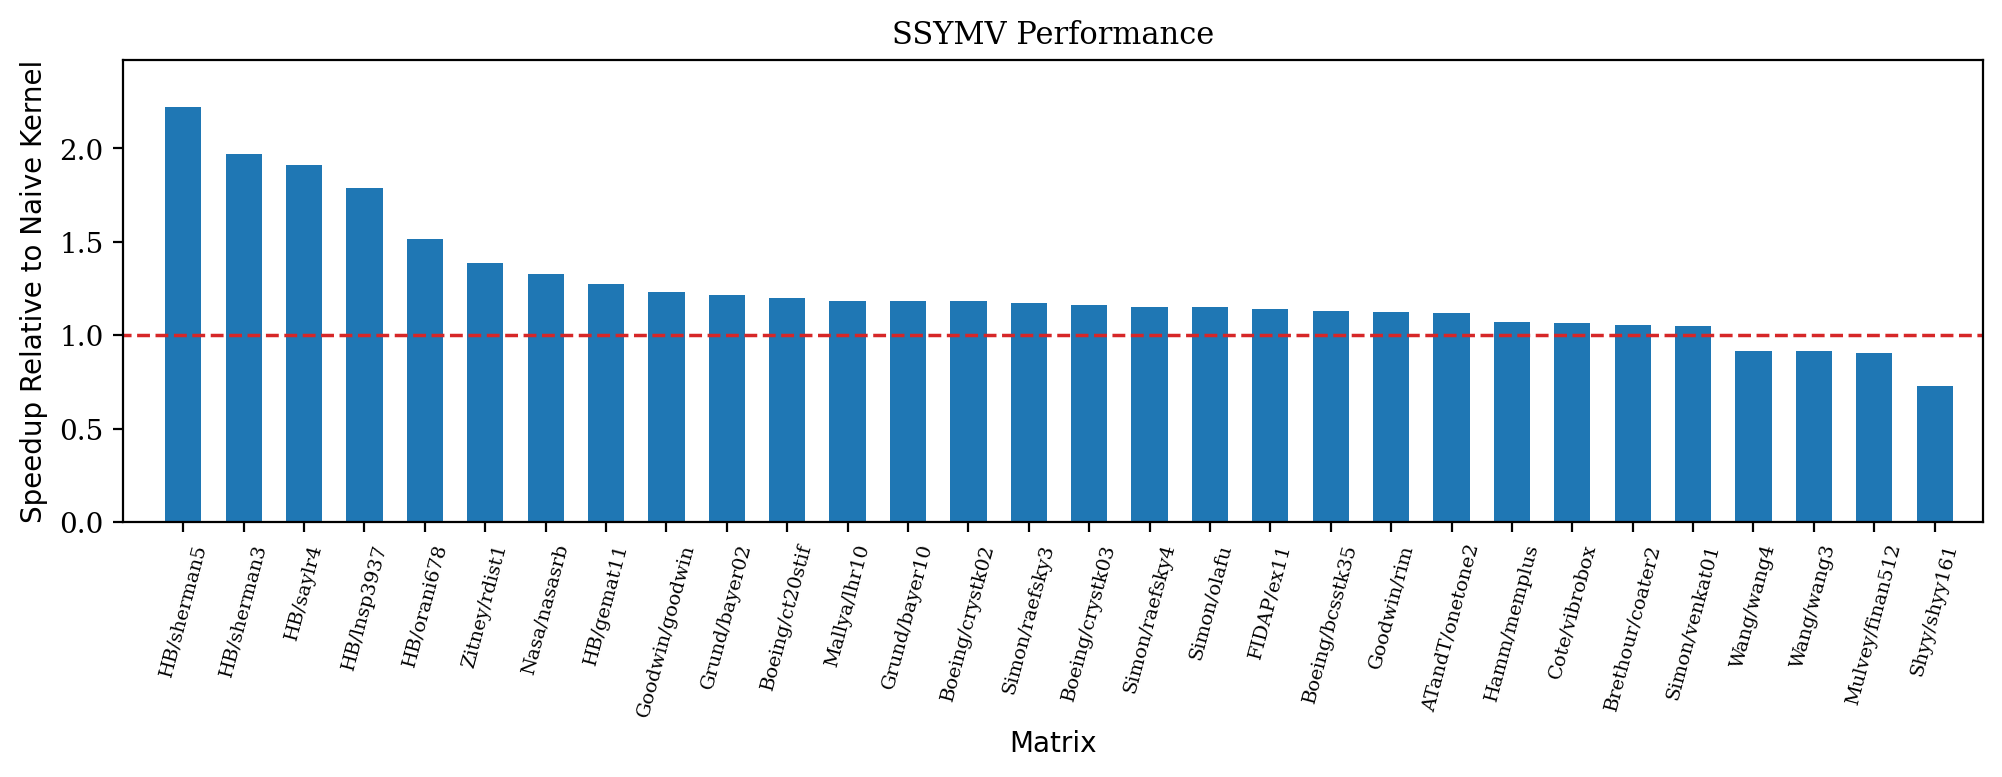 SSYMV Performance
Speedup Relative to Naive Kernel
2.0
1.5
1.0
0.5
0.0
HB/sherman5
HB/sherman3
HB/saylr4
HB/lnsp3937
HB/orani678
Zitney/rdist1
Nasa/nasasrb
HB/gemat11
Goodwin/goodwin
Grund/bayer02
Boeing/ct20stif
Mallya/lhr10
Grund/bayer10
Boeing/crystk02
Simon/raefsky3
Boeing/crystk03
Simon/raefsky4
Simon/olafu
FIDAP/ex11
Boeing/bcsstk35
Goodwin/rim
ATandT/onetone2
Hamm/memplus
Cote/vibrobox
Brethour/coater2
Simon/venkat01
Wang/wang4
Wang/wang3
Mulvey/finan512
Shyy/shyy161
Matrix